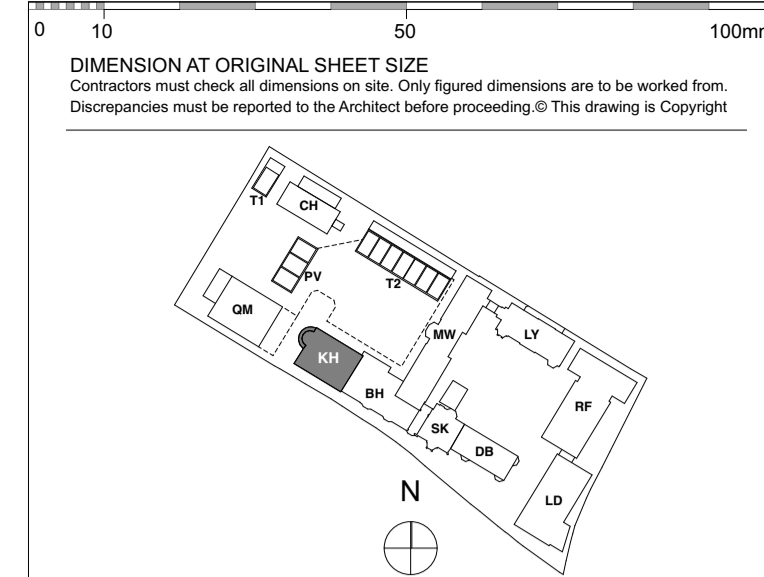 0 10 50 100mm
DIMENSION AT ORIGINAL SHEET SIZE
Contractors must check all dimensions on site. Only figured dimensions are to be worked from.
Discrepancies must be reported to the Architect before proceeding.© This drawing is Copyright
T1
CH
PV
T2
QM
MW
LY
KH
BH
RF
SK
DB
LD
N